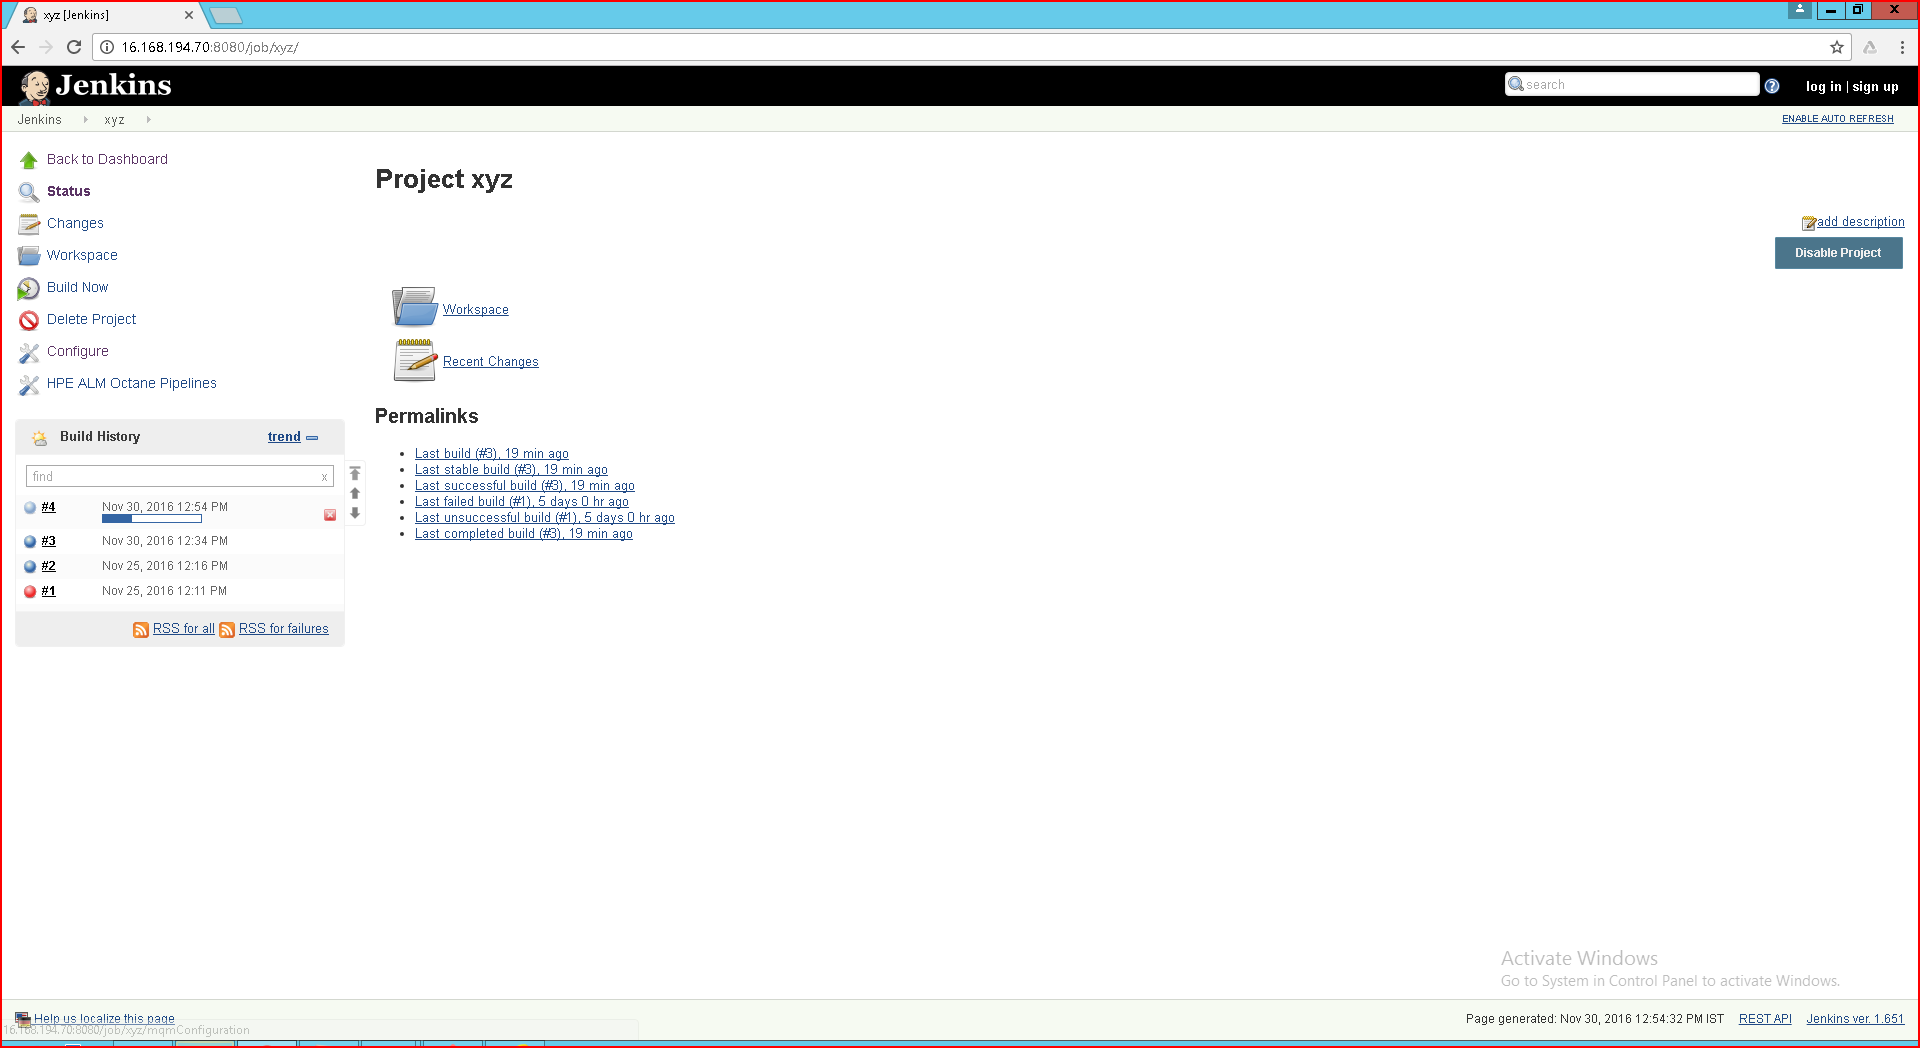 xyz [Jenkins]
16.168.194.70:8080/job/xyz/
Jenkins
search
log in | sign up
Jenkins xyz
ENABLE AUTO REFRESH
Back to Dashboard
Status
Changes
Workspace
Build Now
Delete Project
Configure
HPE ALM Octane Pipelines
Build History trend
find x
#4 Nov 30, 2016 12:54 PM
#3 Nov 30, 2016 12:34 PM
#2 Nov 25, 2016 12:16 PM
#1 Nov 25, 2016 12:11 PM
RSS for all RSS for failures
Project xyz
add description
Disable Project
Workspace
Recent Changes
Permalinks
Last build (#3), 19 min ago
Last stable build (#3), 19 min ago
Last successful build (#3), 19 min ago
Last failed build (#1), 5 days 0 hr ago
Last unsuccessful build (#1), 5 days 0 hr ago
Last completed build (#3), 19 min ago
Activate Windows
Go to System in Control Panel to activate Windows.
Help us localize this page
16.168.194.70:8080/job/xyz/mqmConfiguration
Page generated: Nov 30, 2016 12:54:32 PM IST REST API Jenkins ver. 1.651